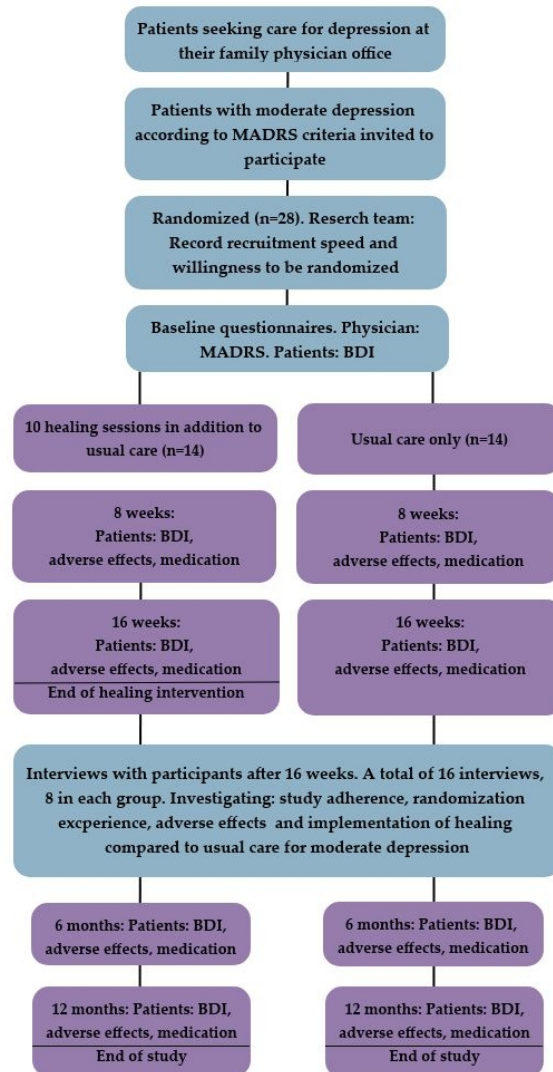 Patients seeking care for depression at
their family physician office
Patients with moderate depression
according to MADRS criteria invited to
participate
Randomized (n=28). Reserch team:
Record recruitment speed and
willingness to be randomized
Baseline questionnaires. Physician:
MADRS. Patients: BDI
10 healing sessions in addition to
usual care (n=14)
Usual care only (n=14)
8 weeks:
Patients: BDI,
adverse effects, medication
8 weeks:
Patients: BDI,
adverse effects, medication
16 weeks:
Patients: BDI,
adverse effects, medication
End of healing intervention
16 weeks:
Patients: BDI,
adverse effects, medication
Interviews with participants after 16 weeks. A total of 16 interviews,
8 in each group. Investigating: study adherence, randomization
excperience, adverse effects and implementation of healing
compared to usual care for moderate depression
6 months: Patients: BDI,
adverse effects, medication
6 months: Patients: BDI,
adverse effects, medication
12 months: Patients: BDI,
adverse effects, medication
End of study
12 months: Patients: BDI,
adverse effects, medication
End of study